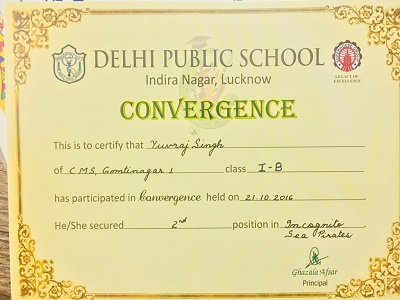 DELHI PUBLIC SCHOOL
Indira Nagar, Lucknow
LEGACY OF
EXCELLENCE
CONVERGENCE
This is to certify that Yuvraj Singh
of CMS, Gomtinagar 1 class I-B
has participated in Convergence held on 21.10.2016
He/She secured 2nd position in Incognito
Sea Pirates
Ghazala Afsar
Principal